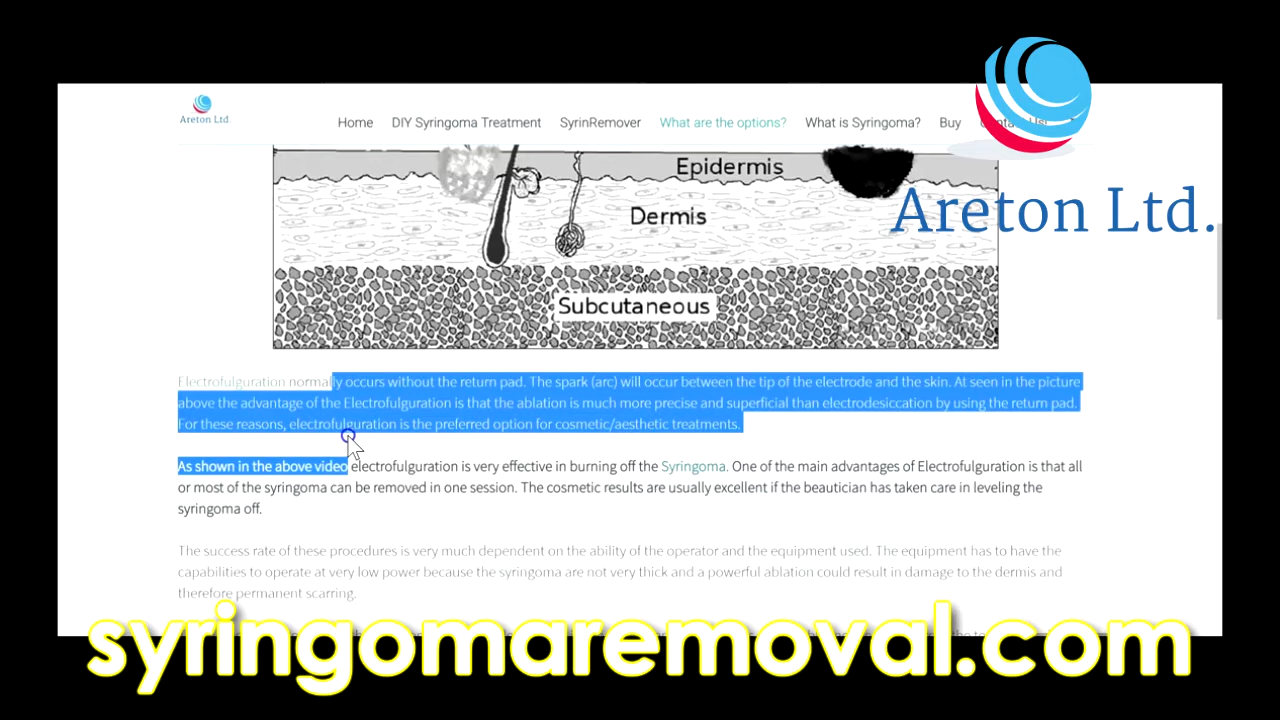 Areton Ltd.
Home DIY Syringoma Treatment SyrinRemover What are the options? What is Syringoma? Buy
Epidermis
Dermis
Areton Ltd.
Subcutaneous
Electrofulguration normally occurs without the return pad. The spark (arc) will occur between the tip of the electrode and the skin. At seen in the picture
above the advantage of the Electrofulguration is that the ablation is much more precise and superficial than electrodesiccation by using the return pad.
For these reasons, electrofulguration is the preferred option for cosmetic/aesthetic treatments.
As shown in the above video electrofulguration is very effective in burning off the Syringoma. One of the main advantages of Electrofulguration is that all
or most of the syringoma can be removed in one session. The cosmetic results are usually excellent if the beautician has taken care in leveling the
syringoma off.
The success rate of these procedures is very much dependent on the ability of the operator and the equipment used. The equipment has to have the
capabilities to operate at very low power because the syringoma are not very thick and a powerful ablation could result in damage to the dermis and
therefore permanent scarring.
syringomaremoval.com